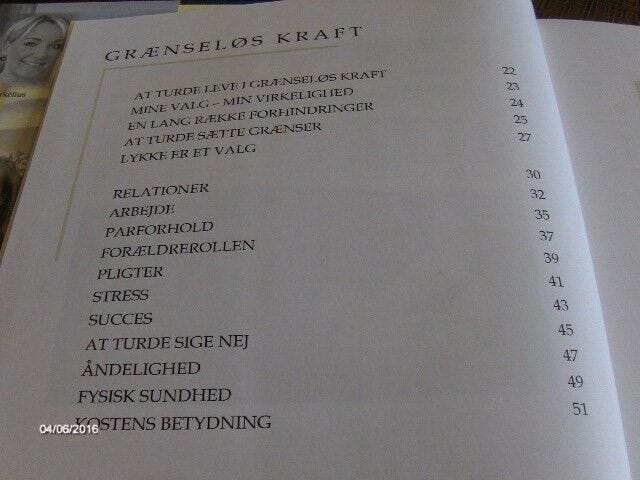 GRÆNSELØS KRAFT
AT TURDE LEVE I GRÆNSELØS KRAFT 22
MINE VALG – MIN VIRKELIGHED 23
EN LANG RÆKKE FORHINDRINGER 24
AT TURDE SÆTTE GRÆNSER 25
LYKKE ER ET VALG 27
RELATIONER 30
ARBEJDE 32
PARFORHOLD 35
FORÆLDREROLLEN 37
PLIGTER 39
STRESS 41
SUCCES 43
AT TURDE SIGE NEJ 45
ÅNDELIGHED 47
FYSISK SUNDHED 49
KOSTENS BETYDNING 51
04/06/2016